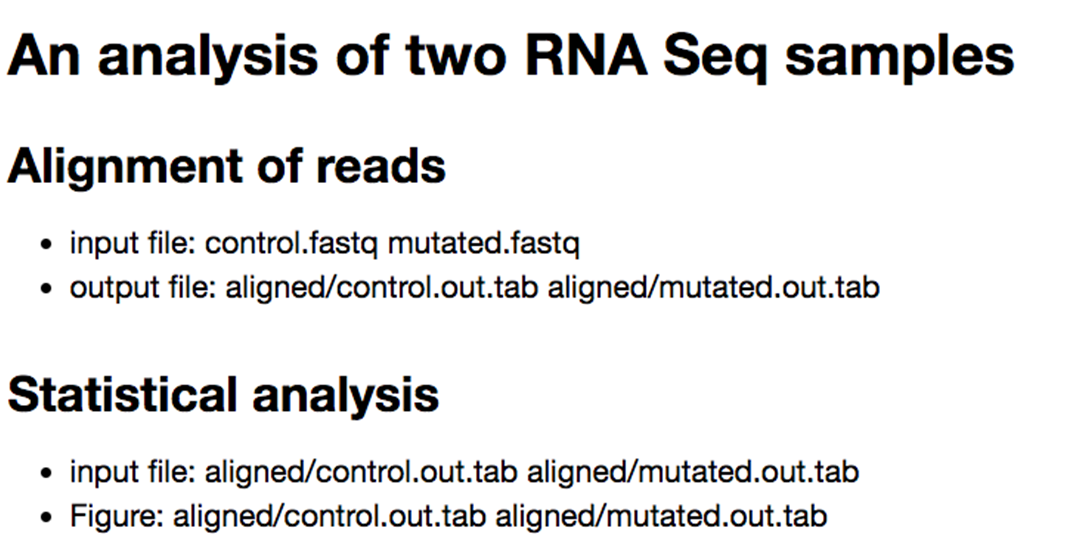 An analysis of two RNA Seq samples
Alignment of reads
• input file: control.fastq mutated.fastq
• output file: aligned/control.out.tab aligned/mutated.out.tab
Statistical analysis
• input file: aligned/control.out.tab aligned/mutated.out.tab
• Figure: aligned/control.out.tab aligned/mutated.out.tab